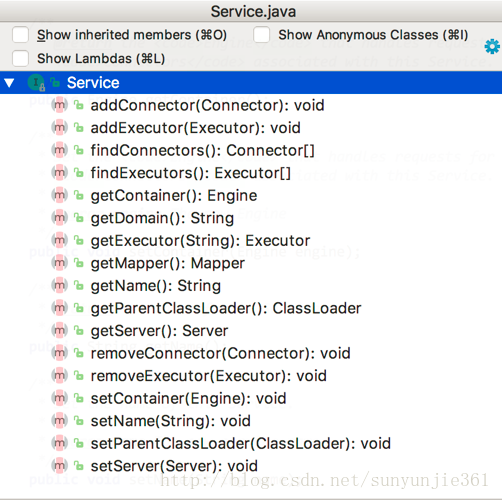 Service.java
Show inherited members (⌘O)
Show Anonymous Classes (⌘I)
Show Lambdas (⌘L)
Service
addConnector(Connector): void
addExecutor(Executor): void
findConnectors(): Connector[]
findExecutors(): Executor[]
getContainer(): Engine
getDomain(): String
getExecutor(String): Executor
getMapper(): Mapper
getName(): String
getParentClassLoader(): ClassLoader
getServer(): Server
removeConnector(Connector): void
removeExecutor(Executor): void
setContainer(Engine): void
setName(String): void
setParentClassLoader(ClassLoader): void
setServer(Server): void
http://blog.csdn.net/sunyunjie361